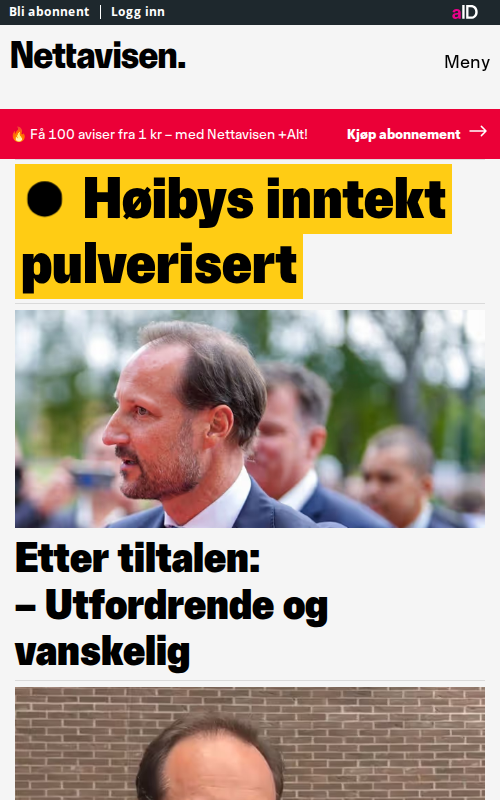 Bli abonnent | Logg inn
aID
Nettavisen.
Meny
🔥 Få 100 aviser fra 1 kr – med Nettavisen +Alt!
Kjøp abonnement →
● Høibys inntekt
pulverisert
Etter tiltalen:
– Utfordrende og
vanskelig